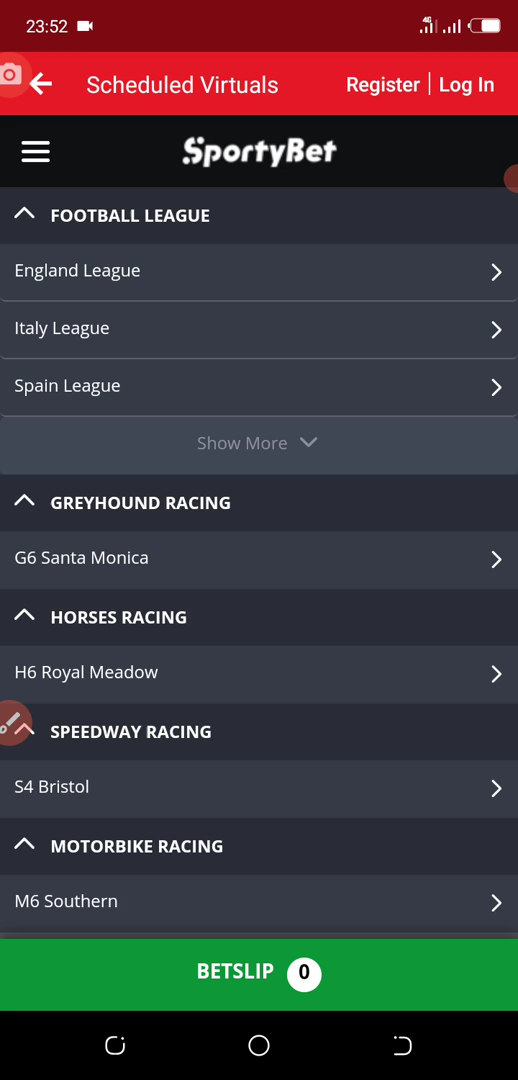 23:52
4G
Scheduled Virtuals Register | Log In
SportyBet
FOOTBALL LEAGUE
England League
Italy League
Spain League
Show More
GREYHOUND RACING
G6 Santa Monica
HORSES RACING
H6 Royal Meadow
SPEEDWAY RACING
S4 Bristol
MOTORBIKE RACING
M6 Southern
BETSLIP 0